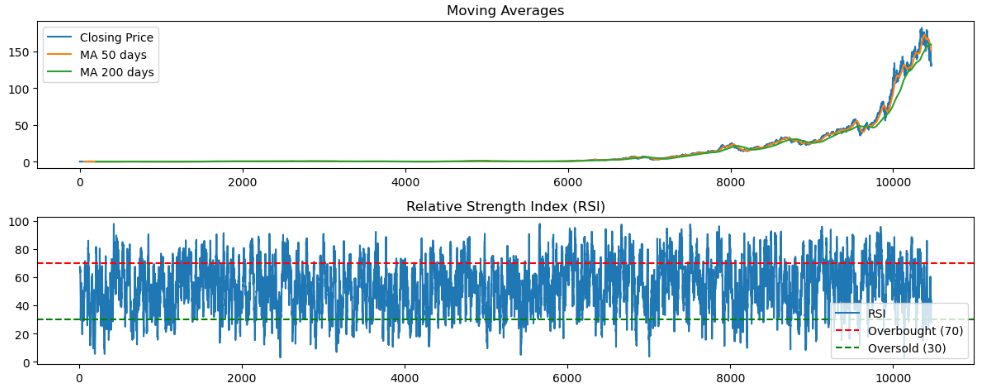 Moving Averages
Closing Price
MA 50 days
MA 200 days
150
100
50
0
0 2000 4000 6000 8000 10000
Relative Strength Index (RSI)
100
80
60
40
20
0
RSI
Overbought (70)
Oversold (30)
0 2000 4000 6000 8000 10000